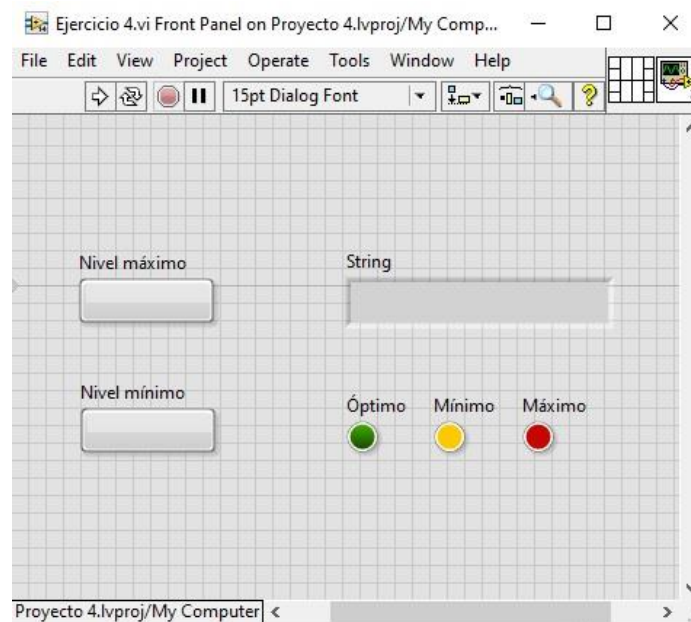 Ejercicio 4.vi Front Panel on Proyecto 4.lvproj/My Comp...
File Edit View Project Operate Tools Window Help
15pt Dialog Font
Nivel máximo
String
Nivel mínimo
Óptimo Mínimo Máximo
Proyecto 4.lvproj/My Computer